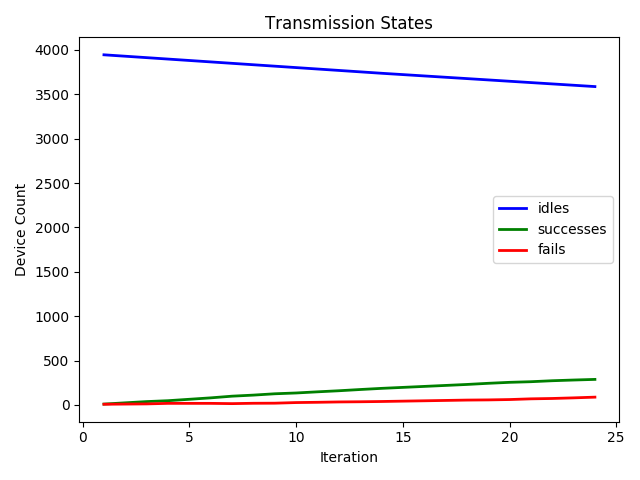 Transmission States
4000
3500
3000
2500
2000
1500
1000
500
0
Device Count
idles
successes
fails
0 5 10 15 20 25
Iteration